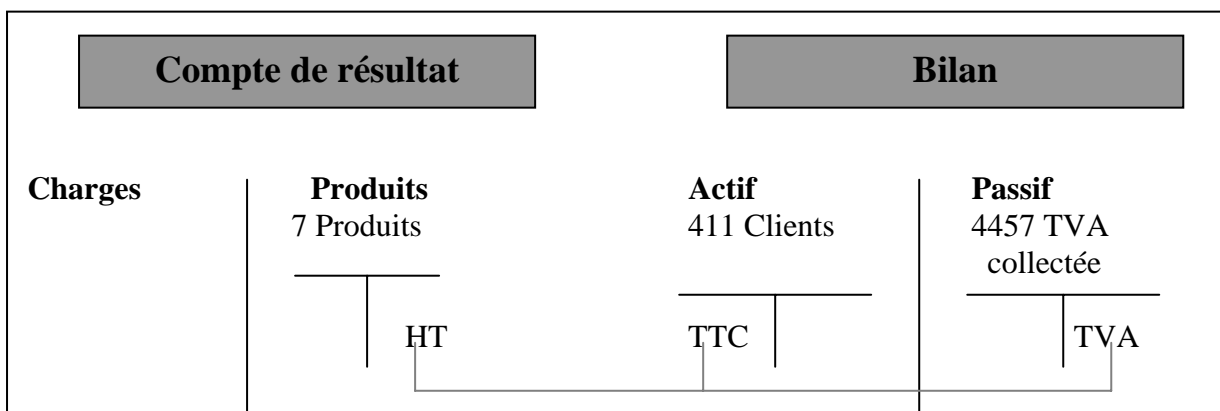 Compte de résultat
Bilan
Charges
Produits
7 Produits
Actif
411 Clients
Passif
4457 TVA
collectée
HT
TTC
TVA